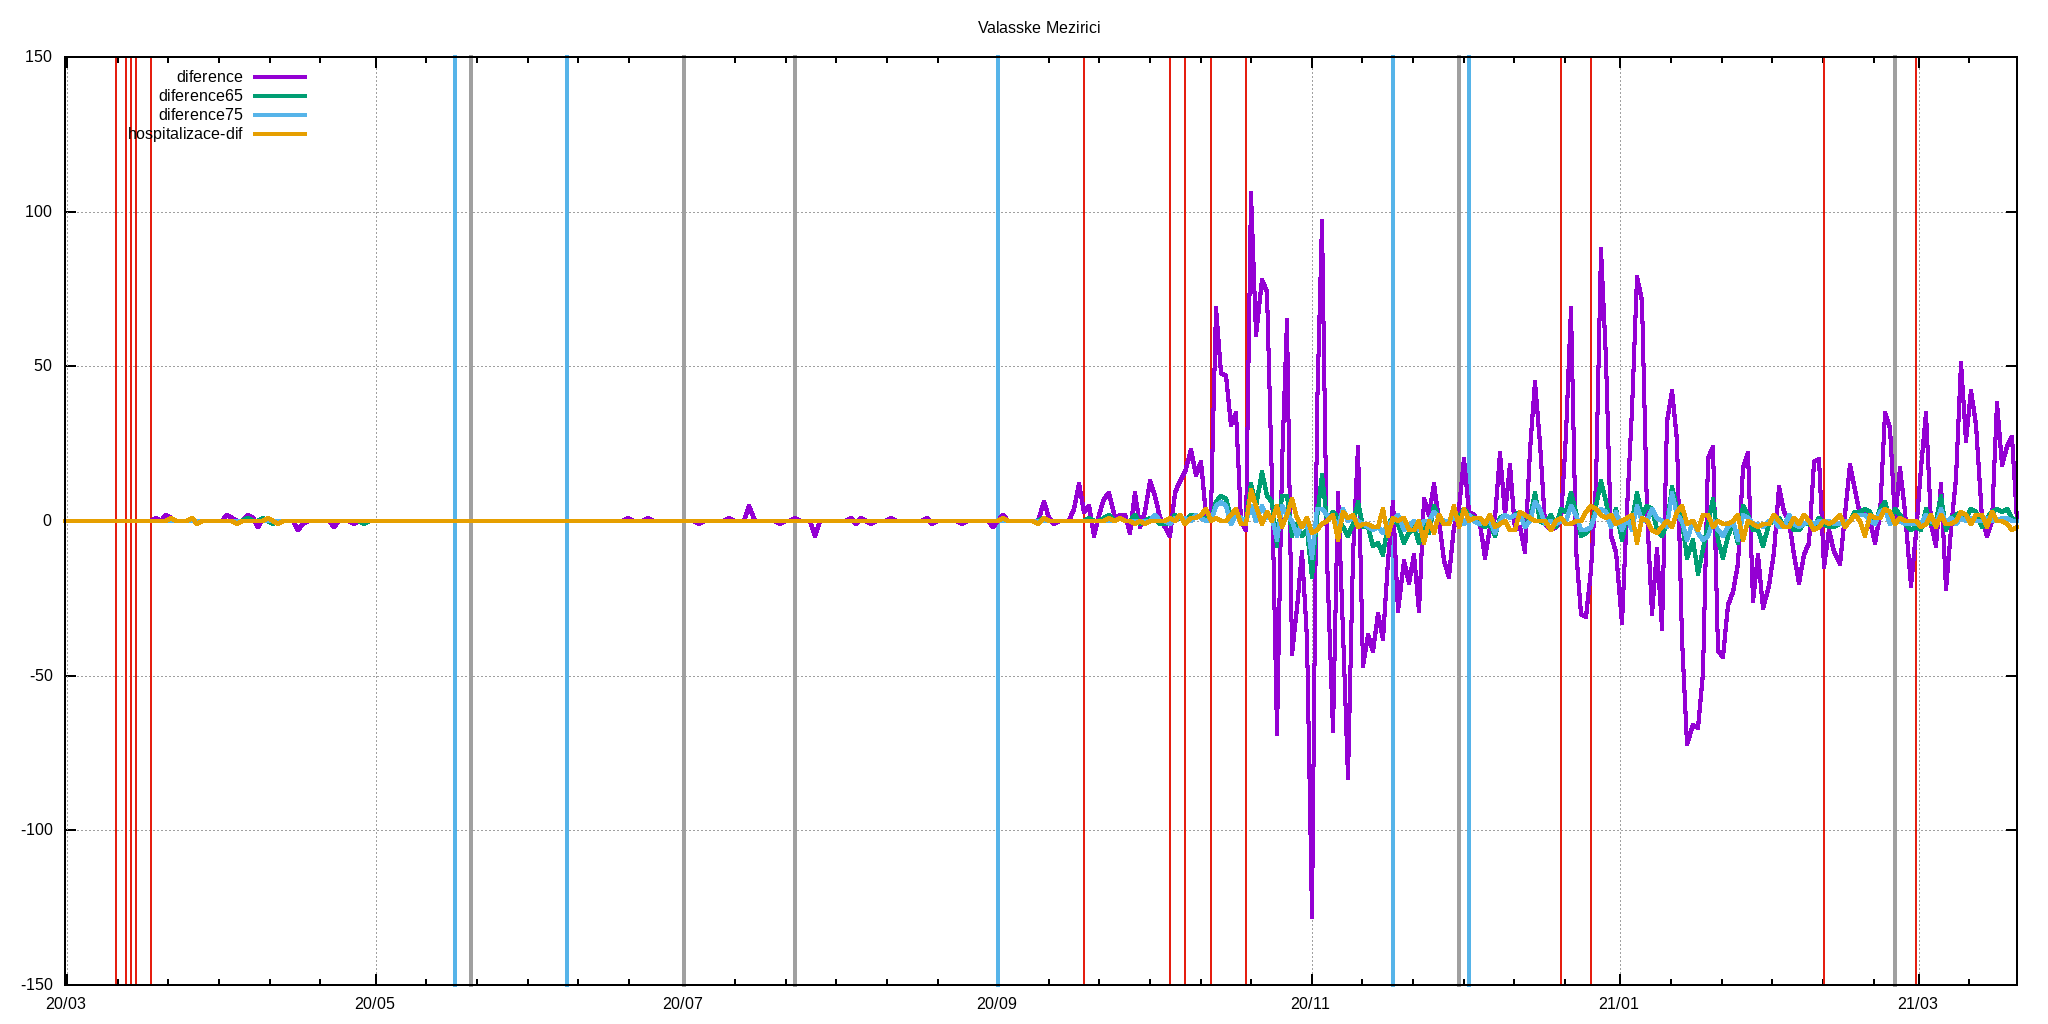 Valasske Mezirici
150
diference
diference65
diference75
hospitalizace-dif
100
50
0
-50
-100
-150
20/03 20/05 20/07 20/09 20/11 21/01 21/03